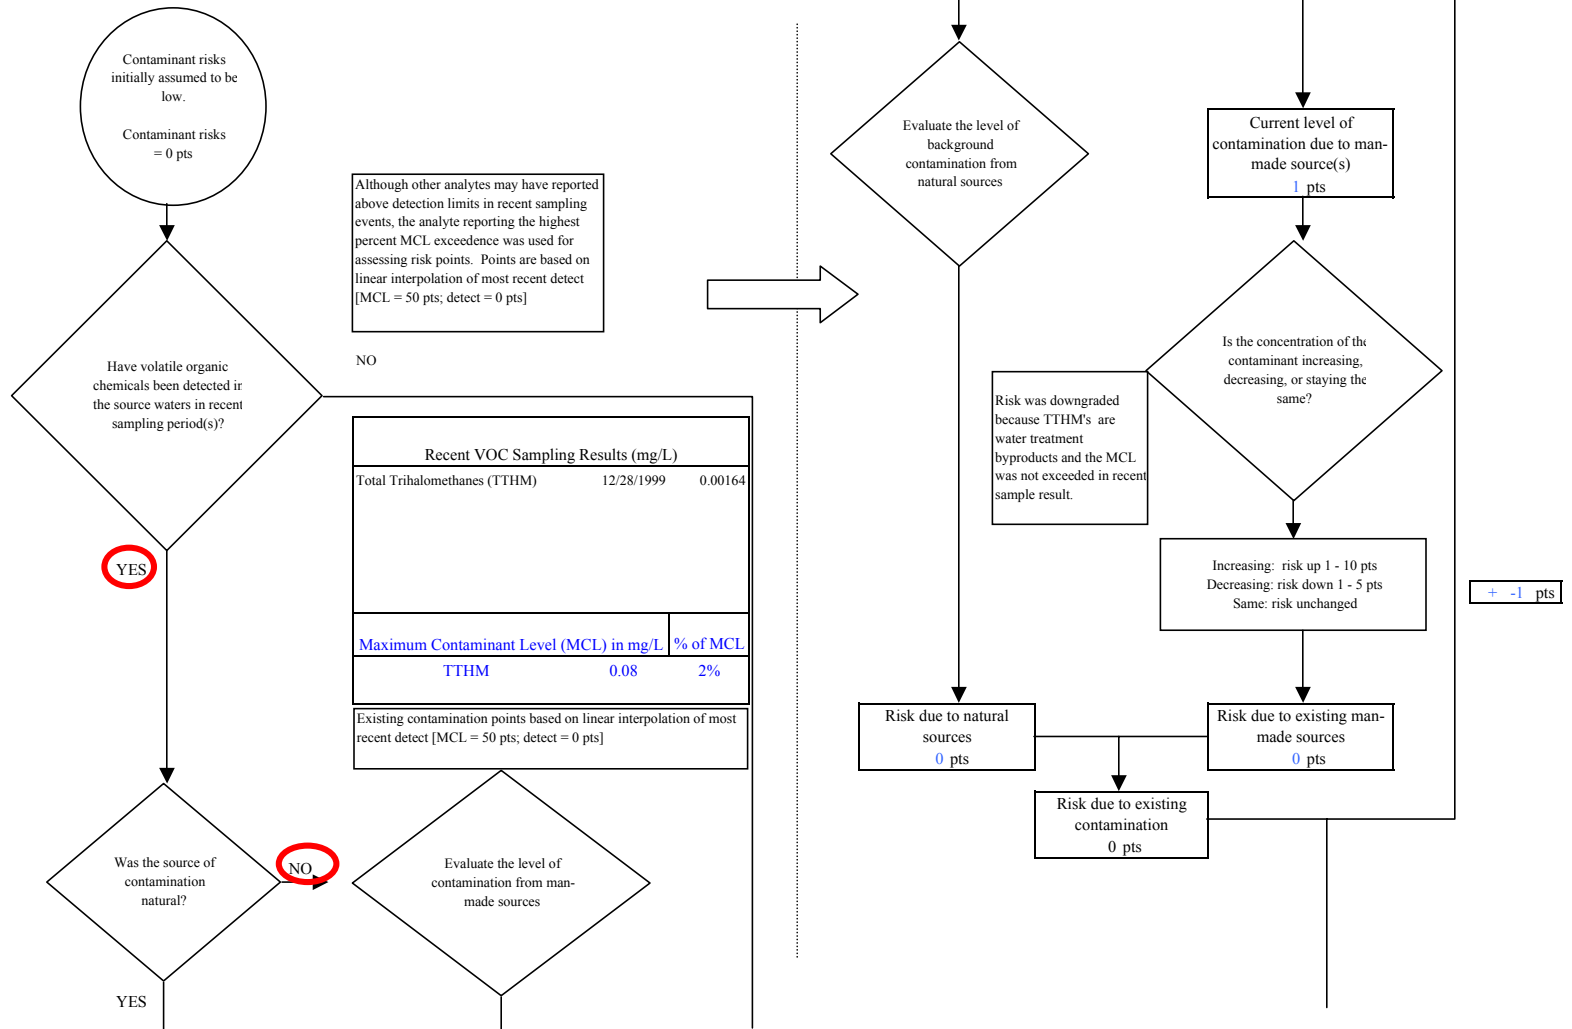 Contaminant risks
initially assumed to be
low.
Contaminant risks
= 0 pts
Although other analytes may have reported
above detection limits in recent sampling
events, the analyte reporting the highest
percent MCL exceedence was used for
assessing risk points.  Points are based on
linear interpolation of most recent detect
[MCL = 50 pts; detect = 0 pts]
NO
Have volatile organic
chemicals been detected in
the source waters in recent
sampling period(s)?
YES
Recent VOC Sampling Results (mg/L)
Total Trihalomethanes (TTHM) 12/28/1999 0.00164
Maximum Contaminant Level (MCL) in mg/L % of MCL
TTHM 0.08 2%
Existing contamination points based on linear interpolation of most
recent detect [MCL = 50 pts; detect = 0 pts]
Was the source of
contamination
natural?
NO
YES
Evaluate the level of
contamination from man-
made sources
Evaluate the level of
background
contamination from
natural sources
Current level of
contamination due to man-
made source(s)
1 pts
Is the concentration of the
contaminant increasing,
decreasing, or staying the
same?
Risk was downgraded
because TTHM's  are
water treatment
byproducts and the MCL
was not exceeded in recent
sample result.
Increasing:  risk up 1 - 10 pts
Decreasing: risk down 1 - 5 pts
Same: risk unchanged
+ -1 pts
Risk due to natural
sources
0 pts
Risk due to existing man-
made sources
0 pts
Risk due to existing
contamination
0 pts